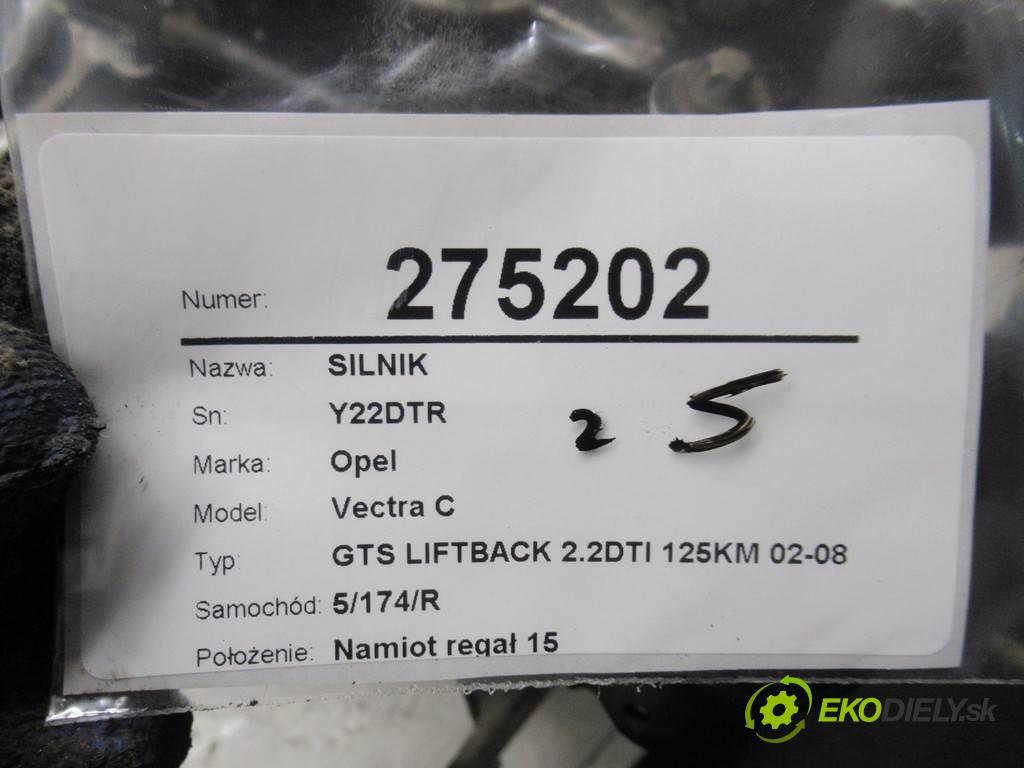 Numer: 275202
Nazwa: SILNIK
Sn: Y22DTR
2 5
Marka: Opel
Model: Vectra C
Typ: GTS LIFTBACK 2.2DTI 125KM 02-08
Samochód: 5/174/R
Położenie: Namiot regał 15
EKODIELY.sk